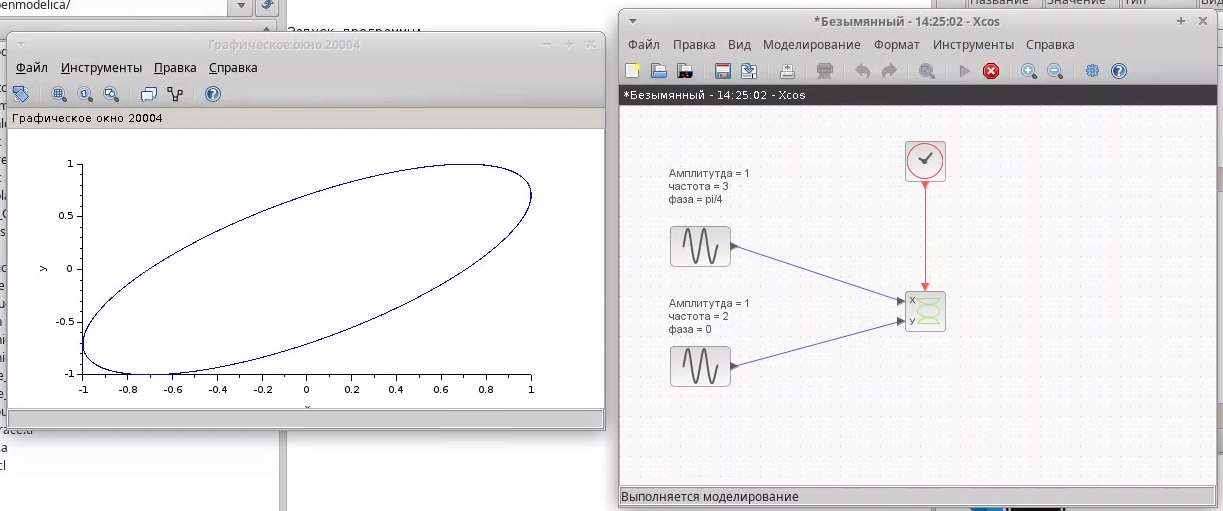 enmodelica/
Запуск программы
Графическое окно 20004
Файл Инструменты Правка Справка
Графическое окно 20004
1
0.5
0
-0.5
-1
y
-1 -0.8 -0.6 -0.4 -0.2 0 0.2 0.4 0.6 0.8 1
Название Значение Тип
*Безымянный - 14:25:02 - Xcos
Файл Правка Вид Моделирование Формат Инструменты Справка
*Безымянный - 14:25:02 - Xcos
Амплитутда = 1
частота = 3
фаза = pi/4
Амплитутда = 1
частота = 2
фаза = 0
X
У
Выполняется моделирование